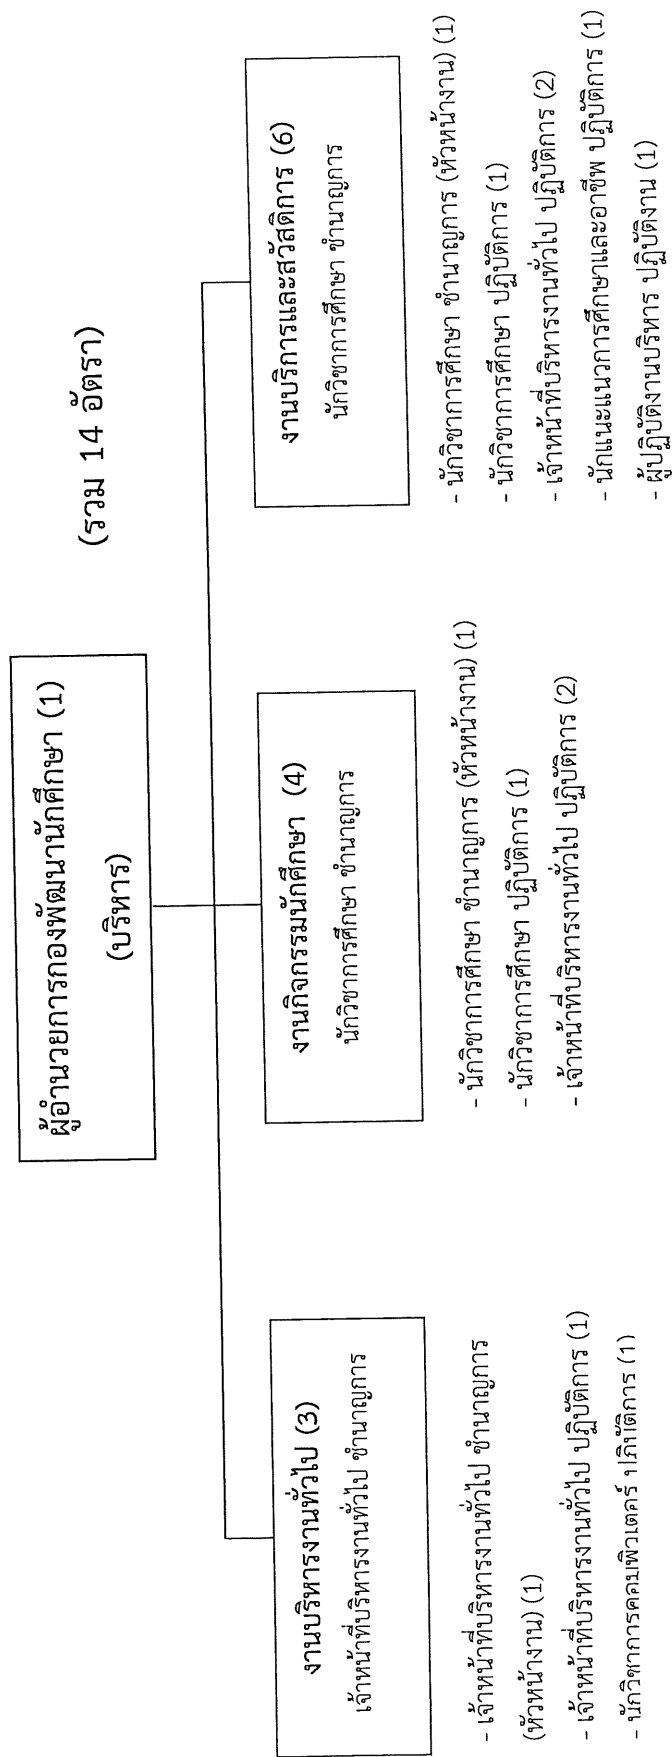 (รวม 14 อัตรา)
ผู้อำนวยการกองพัฒนานักศึกษา (1)
(บริหาร)
งานบริหารงานทั่วไป (3)
เจ้าหน้าที่บริหารงานทั่วไป ชำนาญการ
- เจ้าหน้าที่บริหารงานทั่วไป ชำนาญการ
(หัวหน้างาน) (1)
- เจ้าหน้าที่บริหารงานทั่วไป ปฏิบัติการ (1)
- นักวิชาการคอมพิวเตอร์ ปฏิบัติการ (1)
งานกิจกรรมนักศึกษา (4)
นักวิชาการศึกษา ชำนาญการ
- นักวิชาการศึกษา ชำนาญการ (หัวหน้างาน) (1)
- นักวิชาการศึกษา ปฏิบัติการ (1)
- เจ้าหน้าที่บริหารงานทั่วไป ปฏิบัติการ (2)
งานบริการและสวัสดิการ (6)
นักวิชาการศึกษา ชำนาญการ
- นักวิชาการศึกษา ชำนาญการ (หัวหน้างาน) (1)
- นักวิชาการศึกษา ปฏิบัติการ (1)
- เจ้าหน้าที่บริหารงานทั่วไป ปฏิบัติการ (2)
- นักแนะแนวการศึกษาและอาชีพ ปฏิบัติการ (1)
- ผู้ปฏิบัติงานบริหาร ปฏิบัติงาน (1)